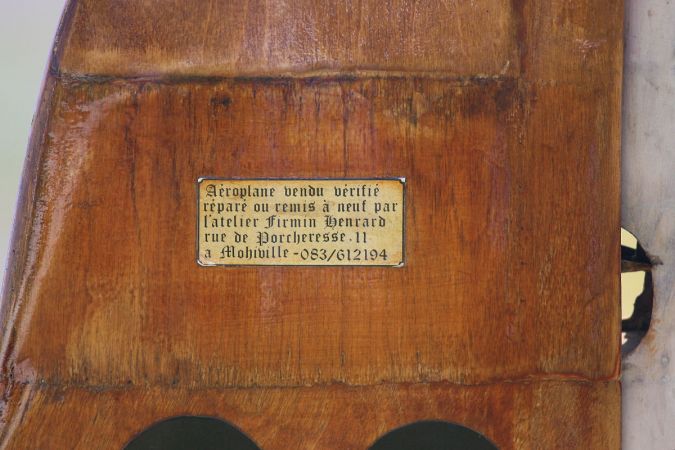 Aéroplane vendu vérifié
réparé ou remis à neuf par
l'atelier Firmin Henrard
rue de Porcheresse.11
a Mohiville -083/612194